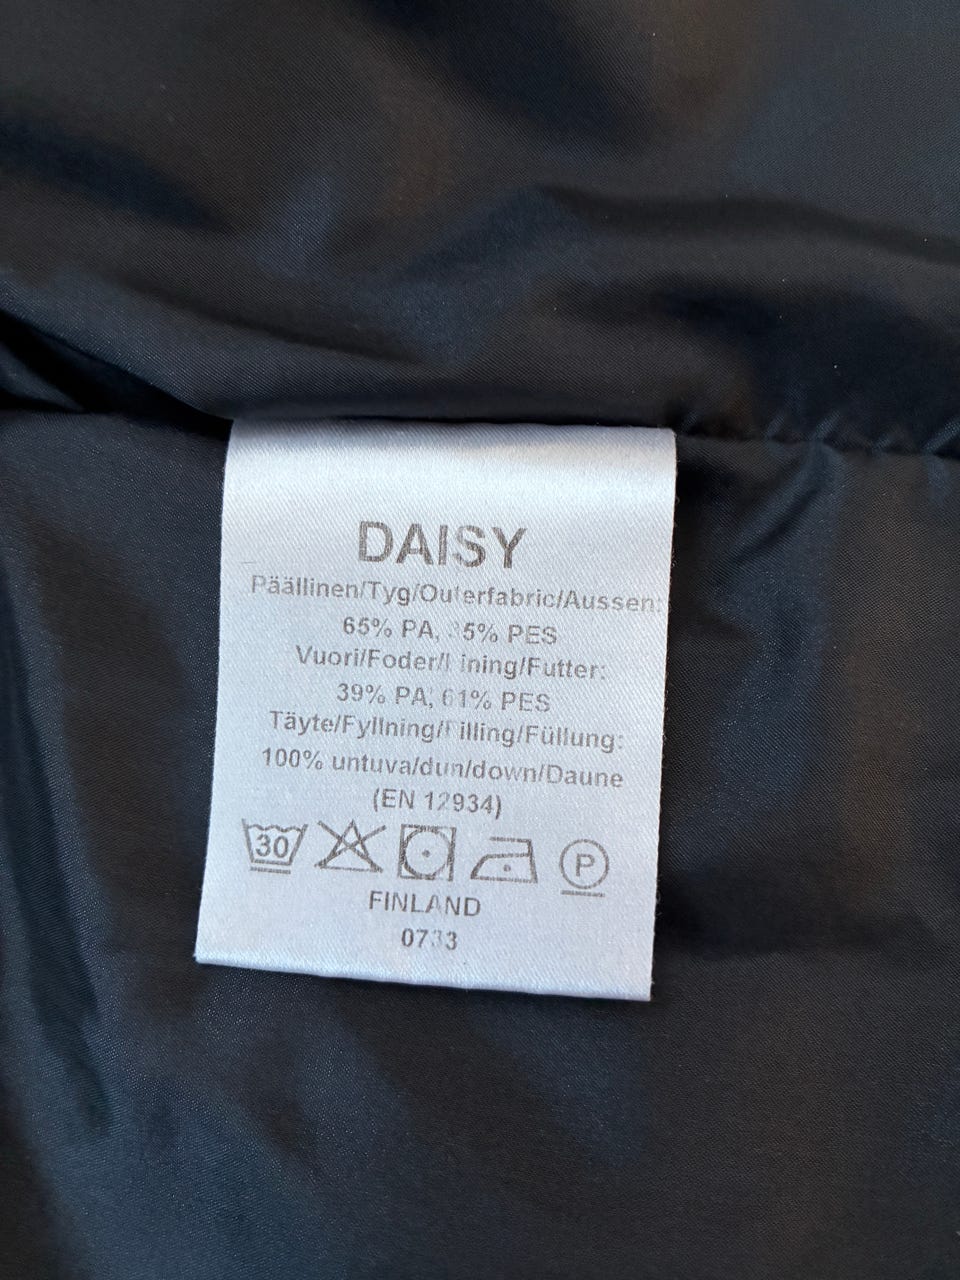 DAISY
Päällinen/Tyg/Outerfabric/Aussen:
65% PA, 35% PES
Vuori/Foder/Lining/Futter:
39% PA, 61% PES
Täyte/Fyllning/Filling/Füllung:
100% untuva/dun/down/Daune
(EN 12934)
30 P
FINLAND
0733